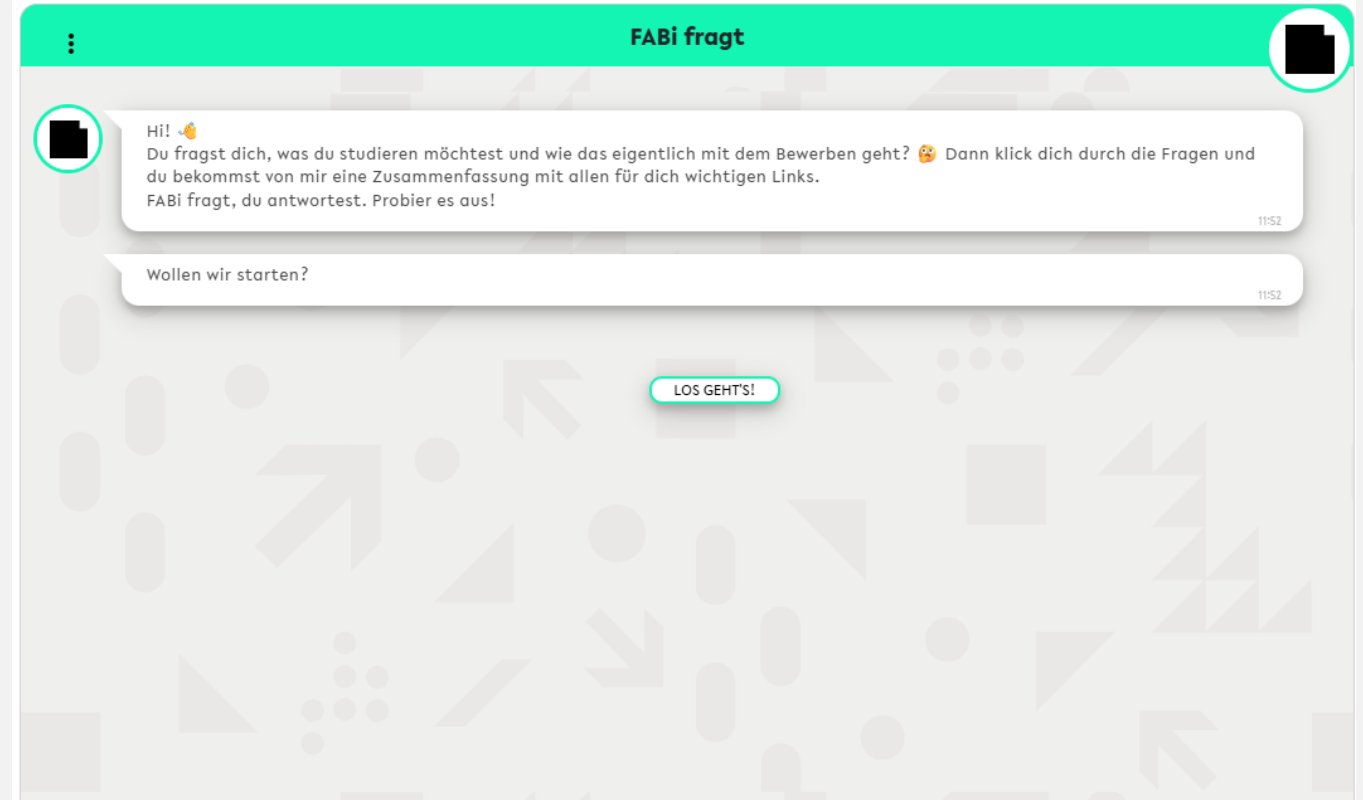 FABi fragt
Hi! 👋
Du fragst dich, was du studieren möchtest und wie das eigentlich mit dem Bewerben geht? 🤔 Dann klick dich durch die Fragen und
du bekommst von mir eine Zusammenfassung mit allen für dich wichtigen Links.
FABi fragt, du antwortest. Probier es aus!
11:52
Wollen wir starten?
11:52
LOS GEHT'S!